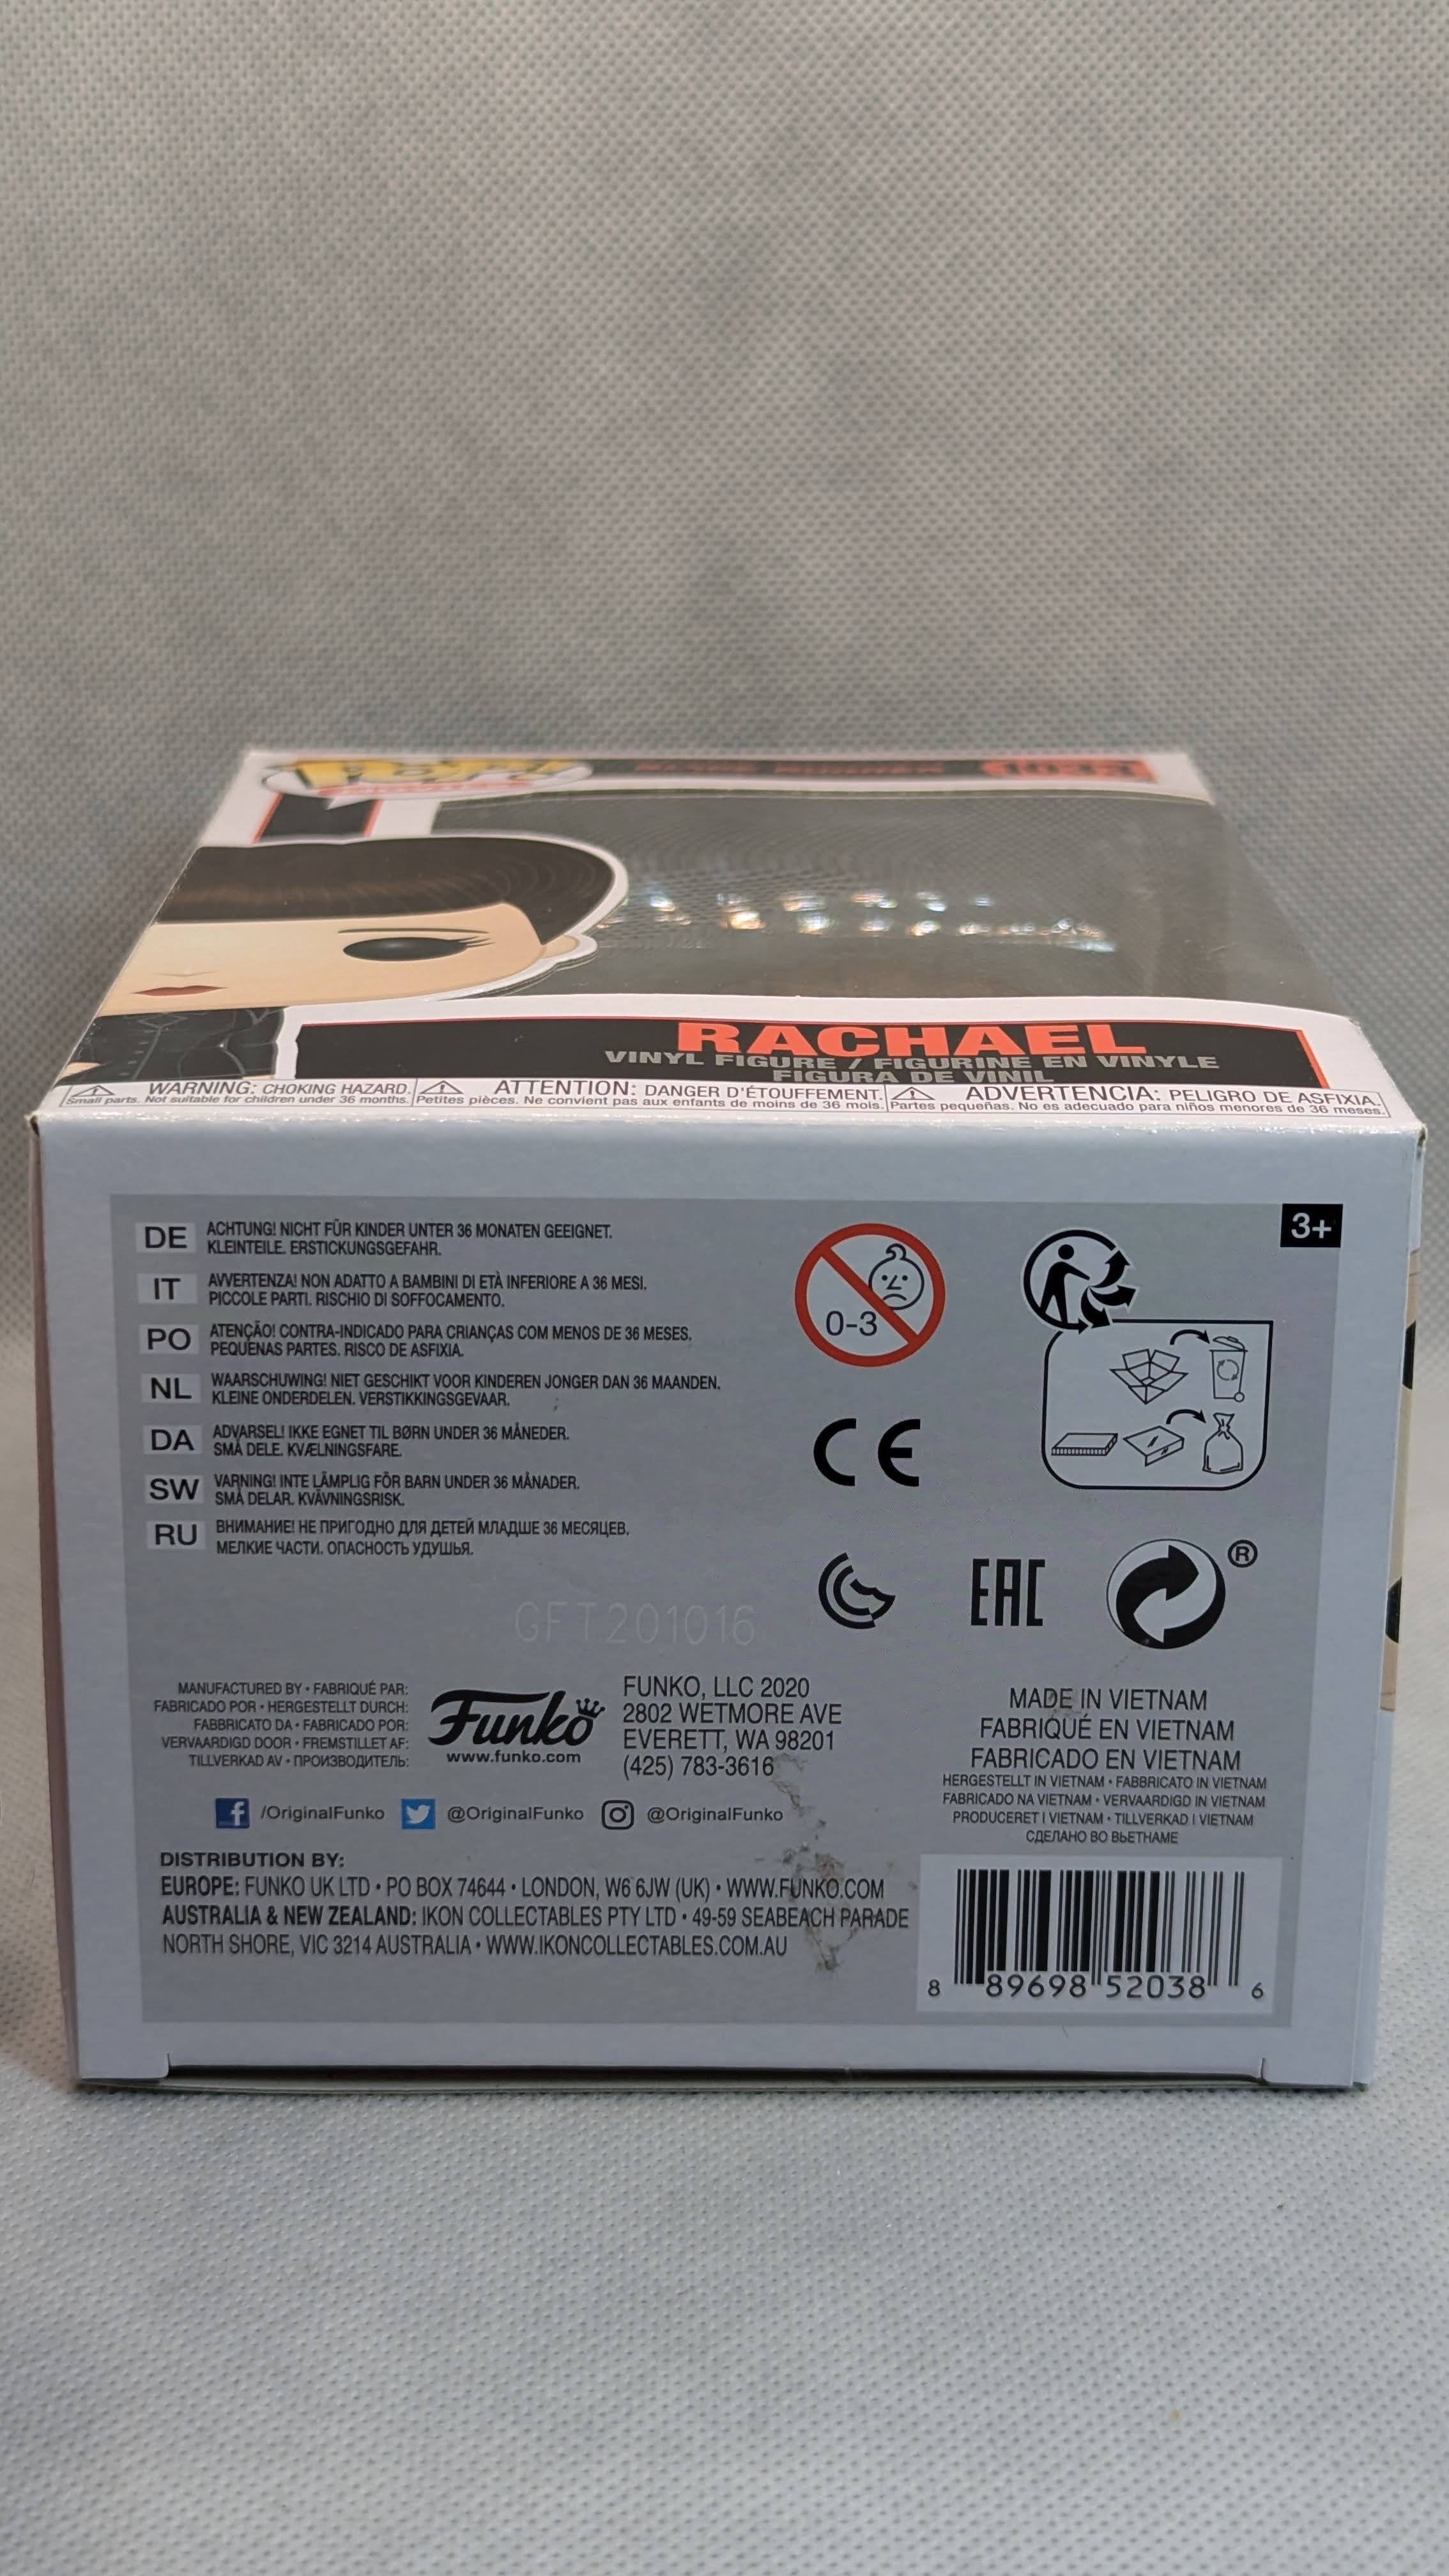 POP!
BLADE RUNNER
1033
RACHAEL
VINYL FIGURE / FIGURINE EN VINYLE
FIGURA DE VINIL
WARNING: CHOKING HAZARD.
Small parts. Not suitable for children under 36 months.
ATTENTION: DANGER D'ÉTOUFFEMENT.
Petites pièces. Ne convient pas aux enfants de moins de 36 mois.
ADVERTENCIA: PELIGRO DE ASFIXIA.
Partes pequeñas. No es adecuado para niños menores de 36 meses.
3+
DE ACHTUNG! NICHT FÜR KINDER UNTER 36 MONATEN GEEIGNET.
KLEINTEILE. ERSTICKUNGSGEFAHR.
IT AVVERTENZA! NON ADATTO A BAMBINI DI ETÀ INFERIORE A 36 MESI.
PICCOLE PARTI. RISCHIO DI SOFFOCAMENTO.
PO ATENÇÃO! CONTRA-INDICADO PARA CRIANÇAS COM MENOS DE 36 MESES.
PEQUENAS PARTES. RISCO DE ASFIXIA.
NL WAARSCHUWING! NIET GESCHIKT VOOR KINDEREN JONGER DAN 36 MAANDEN.
KLEINE ONDERDELEN. VERSTIKKINGSGEVAAR.
DA ADVARSEL! IKKE EGNET TIL BØRN UNDER 36 MÅNEDER.
SMÅ DELE. KVÆLNINGSFARE.
SW VARNING! INTE LÄMPLIG FÖR BARN UNDER 36 MÅNADER.
SMÅ DELAR. KVÄVNINGSRISK.
RU ВНИМАНИЕ! НЕ ПРИГОДНО ДЛЯ ДЕТЕЙ МЛАДШЕ 36 МЕСЯЦЕВ.
МЕЛКИЕ ЧАСТИ. ОПАСНОСТЬ УДУШЬЯ.
0-3
CE
EAC
®
GFT201016
MANUFACTURED BY • FABRIQUÉ PAR:
FABRICADO POR • HERGESTELLT DURCH:
FABBRICATO DA • FABRICADO POR:
VERVAARDIGD DOOR • FREMSTILLET AF:
TILLVERKAD AV • ПРОИЗВОДИТЕЛЬ:
Funko
www.funko.com
FUNKO, LLC 2020
2802 WETMORE AVE
EVERETT, WA 98201
(425) 783-3616
/OriginalFunko @OriginalFunko @OriginalFunko
MADE IN VIETNAM
FABRIQUÉ EN VIETNAM
FABRICADO EN VIETNAM
HERGESTELLT IN VIETNAM • FABBRICATO IN VIETNAM
FABRICADO NA VIETNAM • VERVAARDIGD IN VIETNAM
PRODUCERET I VIETNAM • TILLVERKAD I VIETNAM
СДЕЛАНО ВО ВЬЕТНАМЕ
DISTRIBUTION BY:
EUROPE: FUNKO UK LTD • PO BOX 74644 • LONDON, W6 6JW (UK) • WWW.FUNKO.COM
AUSTRALIA & NEW ZEALAND: IKON COLLECTABLES PTY LTD • 49-59 SEABEACH PARADE
NORTH SHORE, VIC 3214 AUSTRALIA • WWW.IKONCOLLECTABLES.COM.AU
8 89698 52038 6